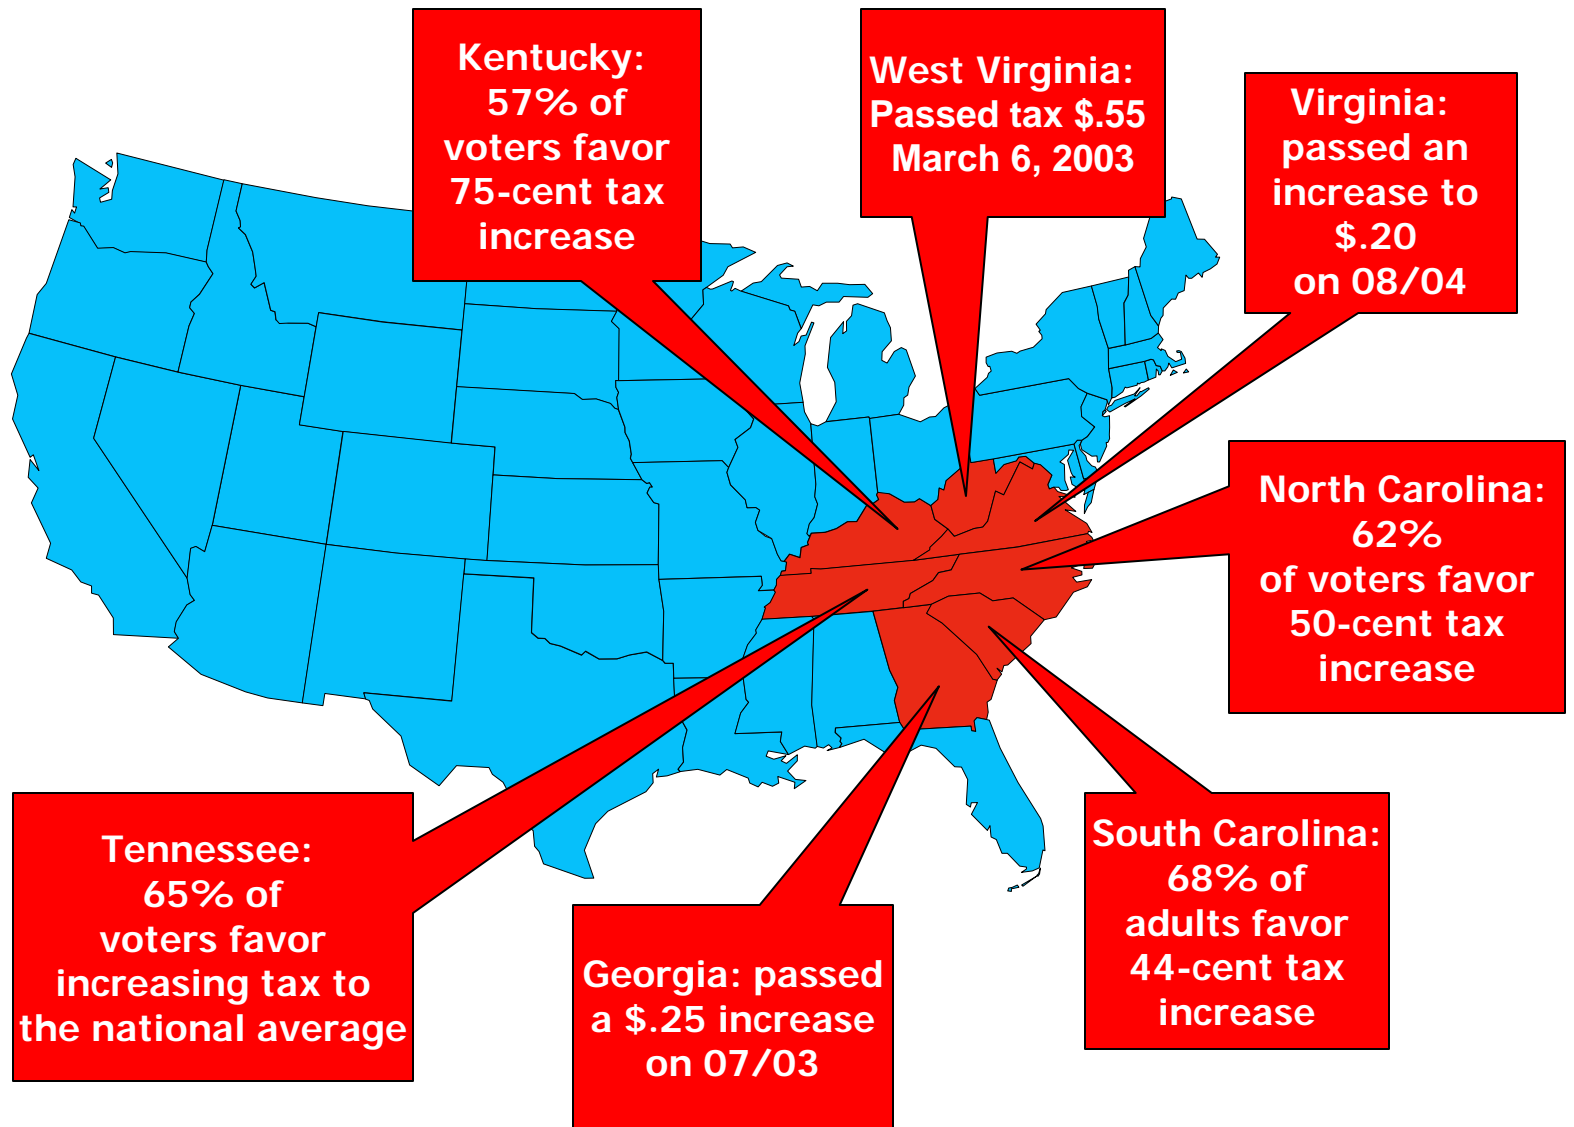 Kentucky:
57% of
voters favor
75-cent tax
increase
West Virginia:
Passed tax $.55
March 6, 2003
Virginia:
passed an
increase to
$.20
on 08/04
North Carolina:
62%
of voters favor
50-cent tax
increase
Tennessee:
65% of
voters favor
increasing tax to
the national average
Georgia: passed
a $.25 increase
on 07/03
South Carolina:
68% of
adults favor
44-cent tax
increase